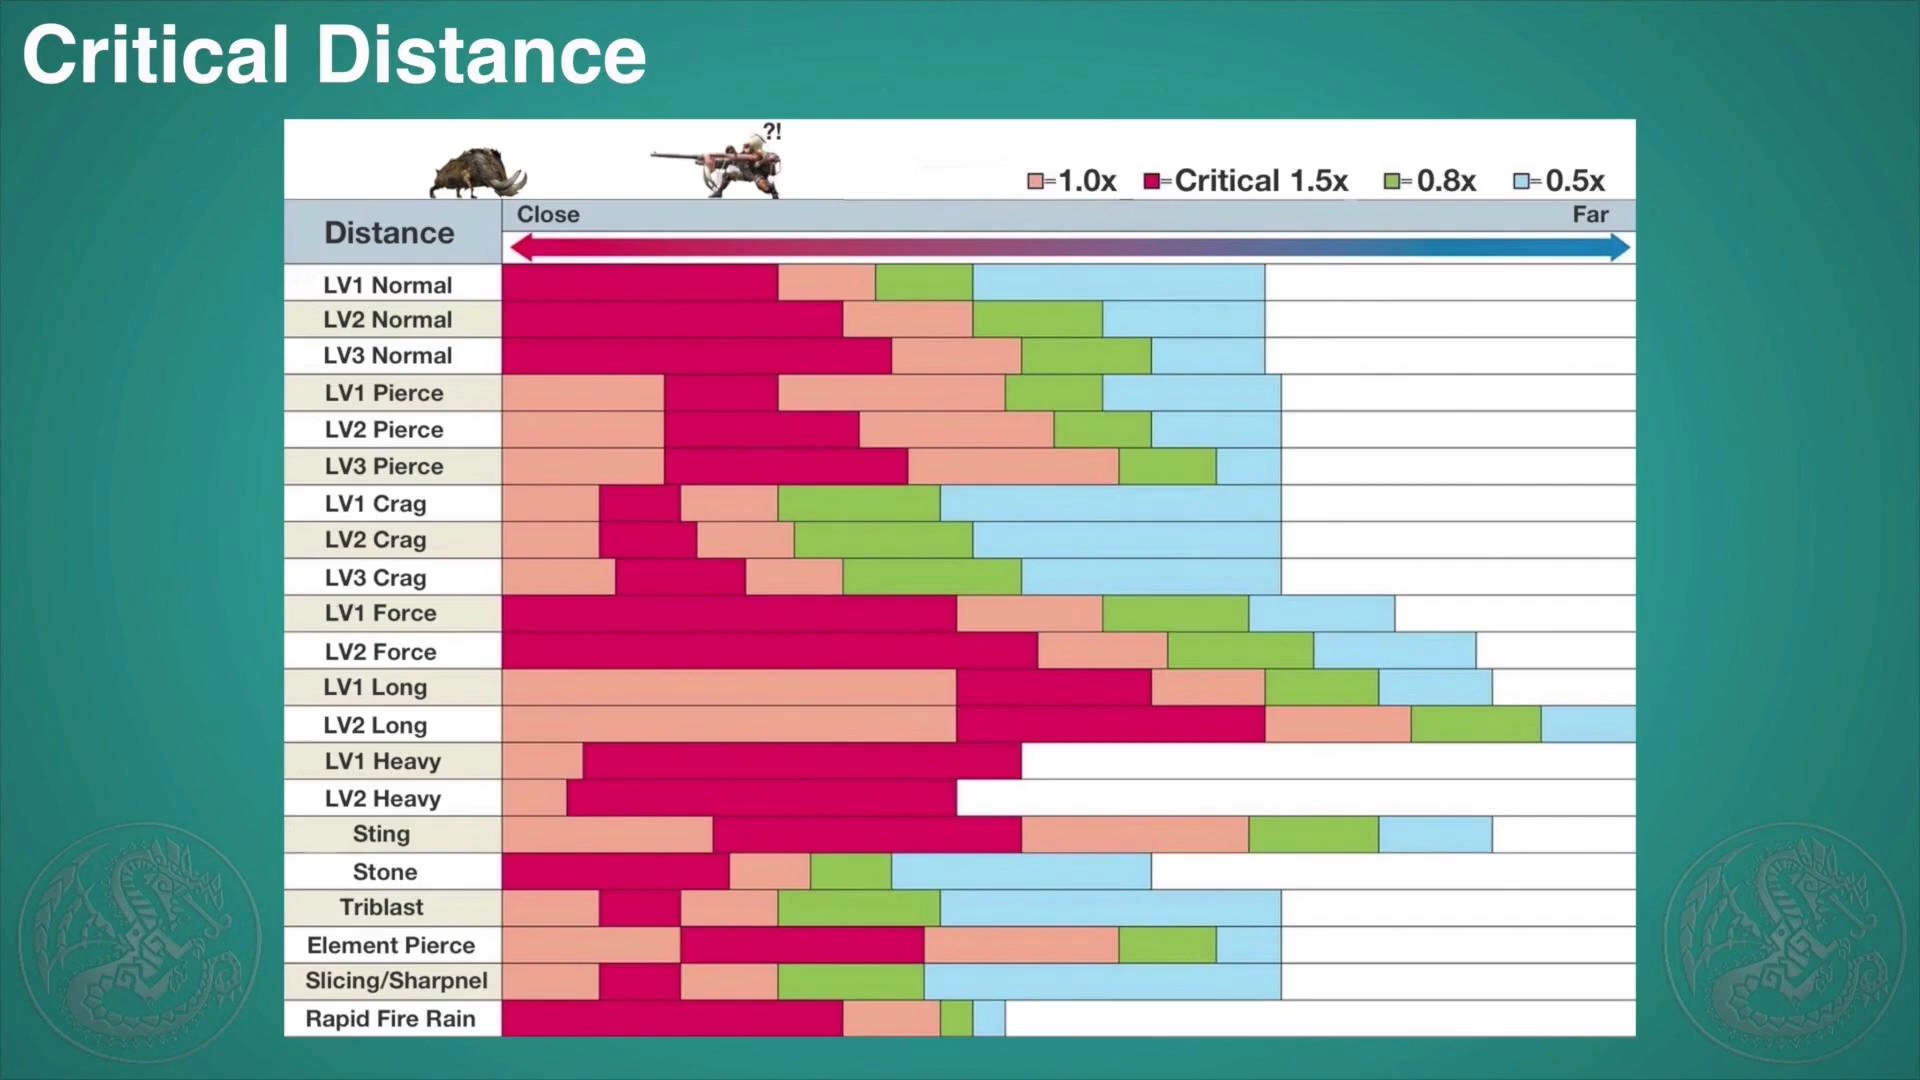 Critical Distance
?!
=1.0x =Critical 1.5x =0.8x =0.5x
Distance
Close Far
LV1 Normal
LV2 Normal
LV3 Normal
LV1 Pierce
LV2 Pierce
LV3 Pierce
LV1 Crag
LV2 Crag
LV3 Crag
LV1 Force
LV2 Force
LV1 Long
LV2 Long
LV1 Heavy
LV2 Heavy
Sting
Stone
Triblast
Element Pierce
Slicing/Sharpnel
Rapid Fire Rain